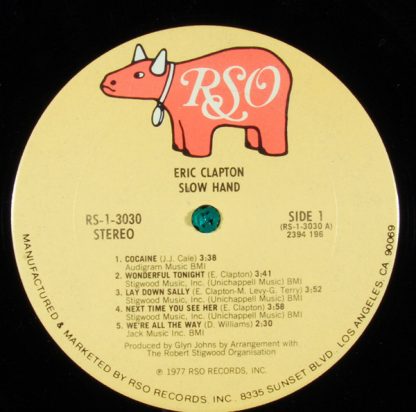 RSO
ERIC CLAPTON
SLOW HAND
RS-1-3030
STEREO
SIDE 1
(RS-1-3030 A)
2394 196
1. COCAINE (J.J. Cale) 3:38
Audigram Music BMI
2. WONDERFUL TONIGHT (E. Clapton) 3:41
Stigwood Music, Inc. (Unichappell Music) BMI
3. LAY DOWN SALLY (E. Clapton-M. Levy-G. Terry) 3:52
Stigwood Music, Inc. (Unichappell Music) BMI
4. NEXT TIME YOU SEE HER (E. Clapton) 3:58
Stigwood Music, Inc. (Unichappell Music) BMI
5. WE'RE ALL THE WAY (D. Williams) 2:30
Jack Music Inc. BMI
Produced by Glyn Johns by Arrangement with
The Robert Stigwood Organisation
℗ 1977 RSO RECORDS, INC.
MANUFACTURED & MARKETED BY RSO RECORDS INC. 8335 SUNSET BLVD LOS ANGELES, CA 90069